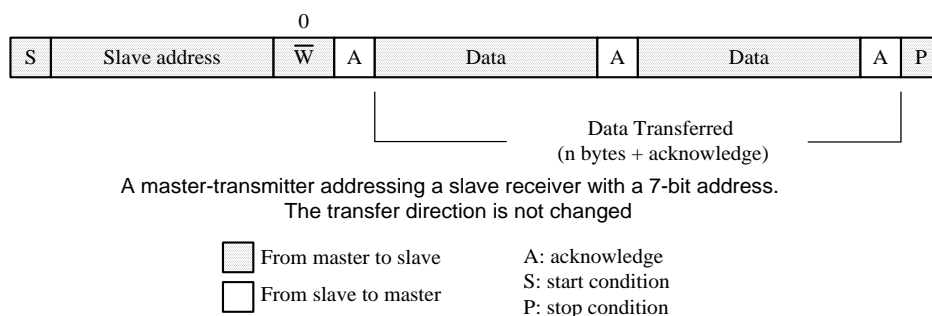 0
S Slave address W̅ A Data A Data A P
Data Transferred
(n bytes + acknowledge)
A master-transmitter addressing a slave receiver with a 7-bit address.
The transfer direction is not changed
From master to slave
From slave to master
A: acknowledge
S: start condition
P: stop condition